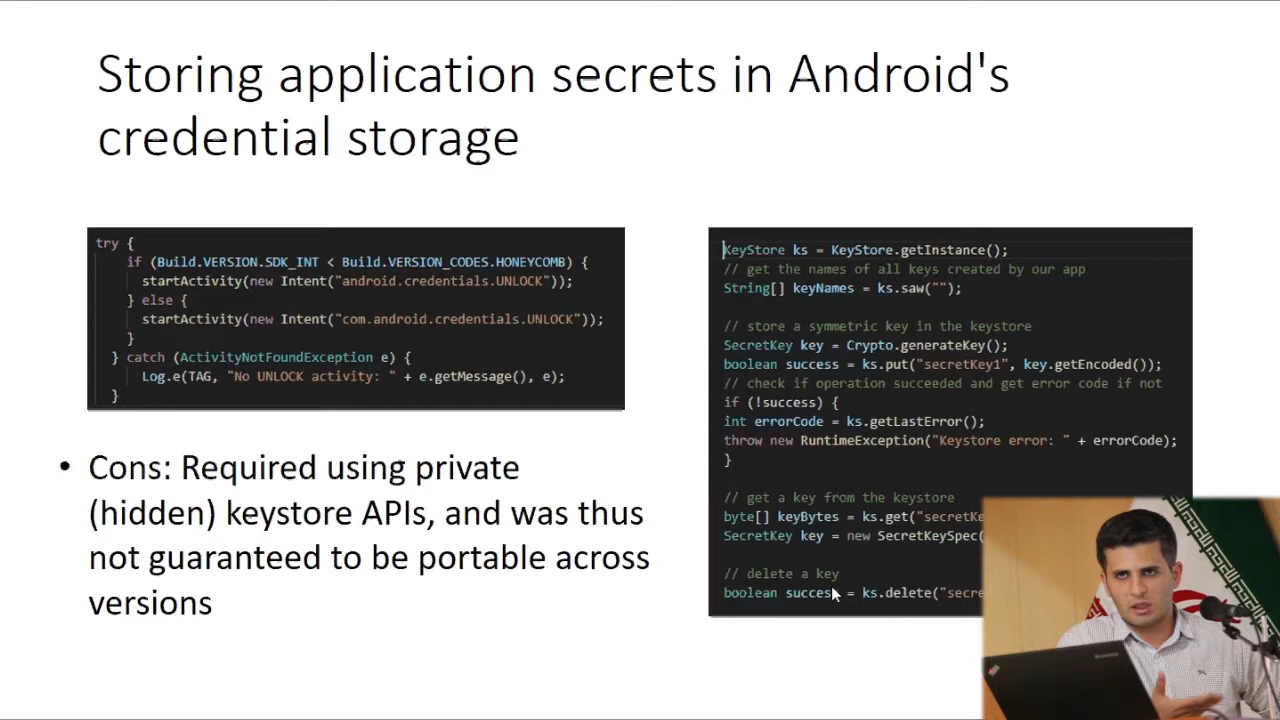 Storing application secrets in Android's
credential storage
try {
if (Build.VERSION.SDK_INT < Build.VERSION_CODES.HONEYCOMB) {
startActivity(new Intent("android.credentials.UNLOCK"));
} else {
startActivity(new Intent("com.android.credentials.UNLOCK"));
}
} catch (ActivityNotFoundException e) {
Log.e(TAG, "No UNLOCK activity: " + e.getMessage(), e);
}
• Cons: Required using private
(hidden) keystore APIs, and was thus
not guaranteed to be portable across
versions
KeyStore ks = KeyStore.getInstance();
// get the names of all keys created by our app
String[] keyNames = ks.saw("");
// store a symmetric key in the keystore
SecretKey key = Crypto.generateKey();
boolean success = ks.put("secretKey1", key.getEncoded());
// check if operation succeeded and get error code if not
if (!success) {
int errorCode = ks.getLastError();
throw new RuntimeException("Keystore error: " + errorCode);
}
// get a key from the keystore
byte[] keyBytes = ks.get("secretKe
SecretKey key = new SecretKeySpec(
// delete a key
boolean success = ks.delete("secre